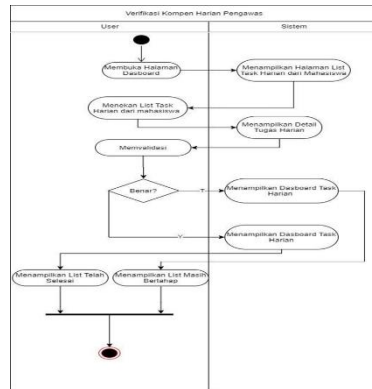 Verifikasi Kompen Harian Pengawas
User
Sistem
Membuka Halaman
Dasboard
Menampilkan Halaman List
Task Harian dari Mahasiswa
Menekan List Task
Harian dari mahasiswa
Menampilkan Detail
Tugas Harian
Memvalidasi
Benar?
T
Menampilkan Dasboard Task
Harian
Y
Menampilkan Dasboard Task
Harian
Menampilkan List Telah
Selesai
Menampilkan List Masih
Bertahap